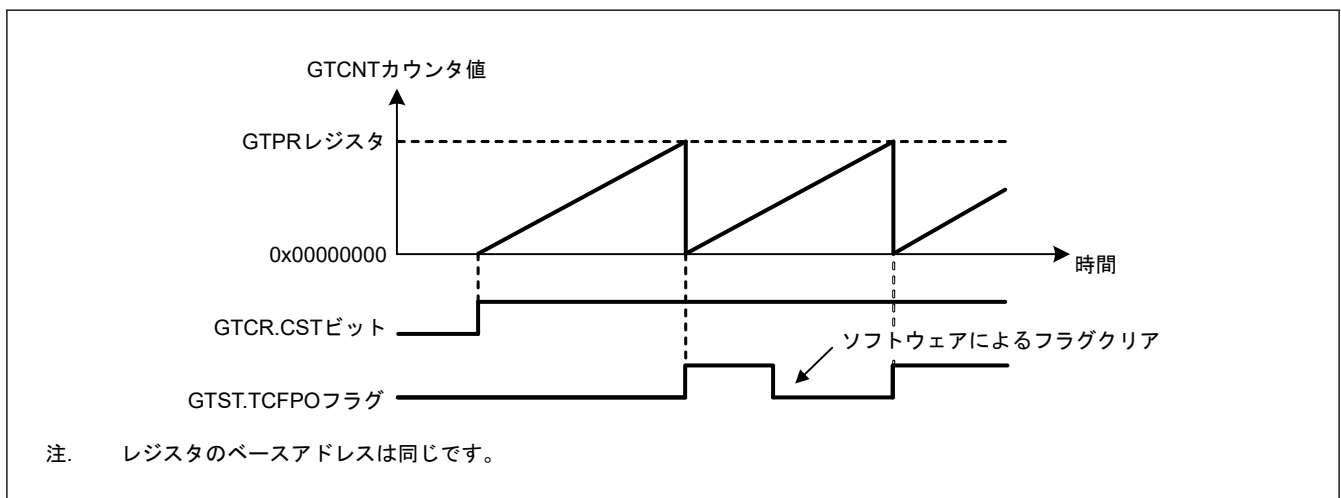 GTCNTカウンタ値
GTPRレジスタ
0x00000000
時間
GTCR.CSTビット
ソフトウェアによるフラグクリア
GTST.TCFPOフラグ
注. レジスタのベースアドレスは同じです。